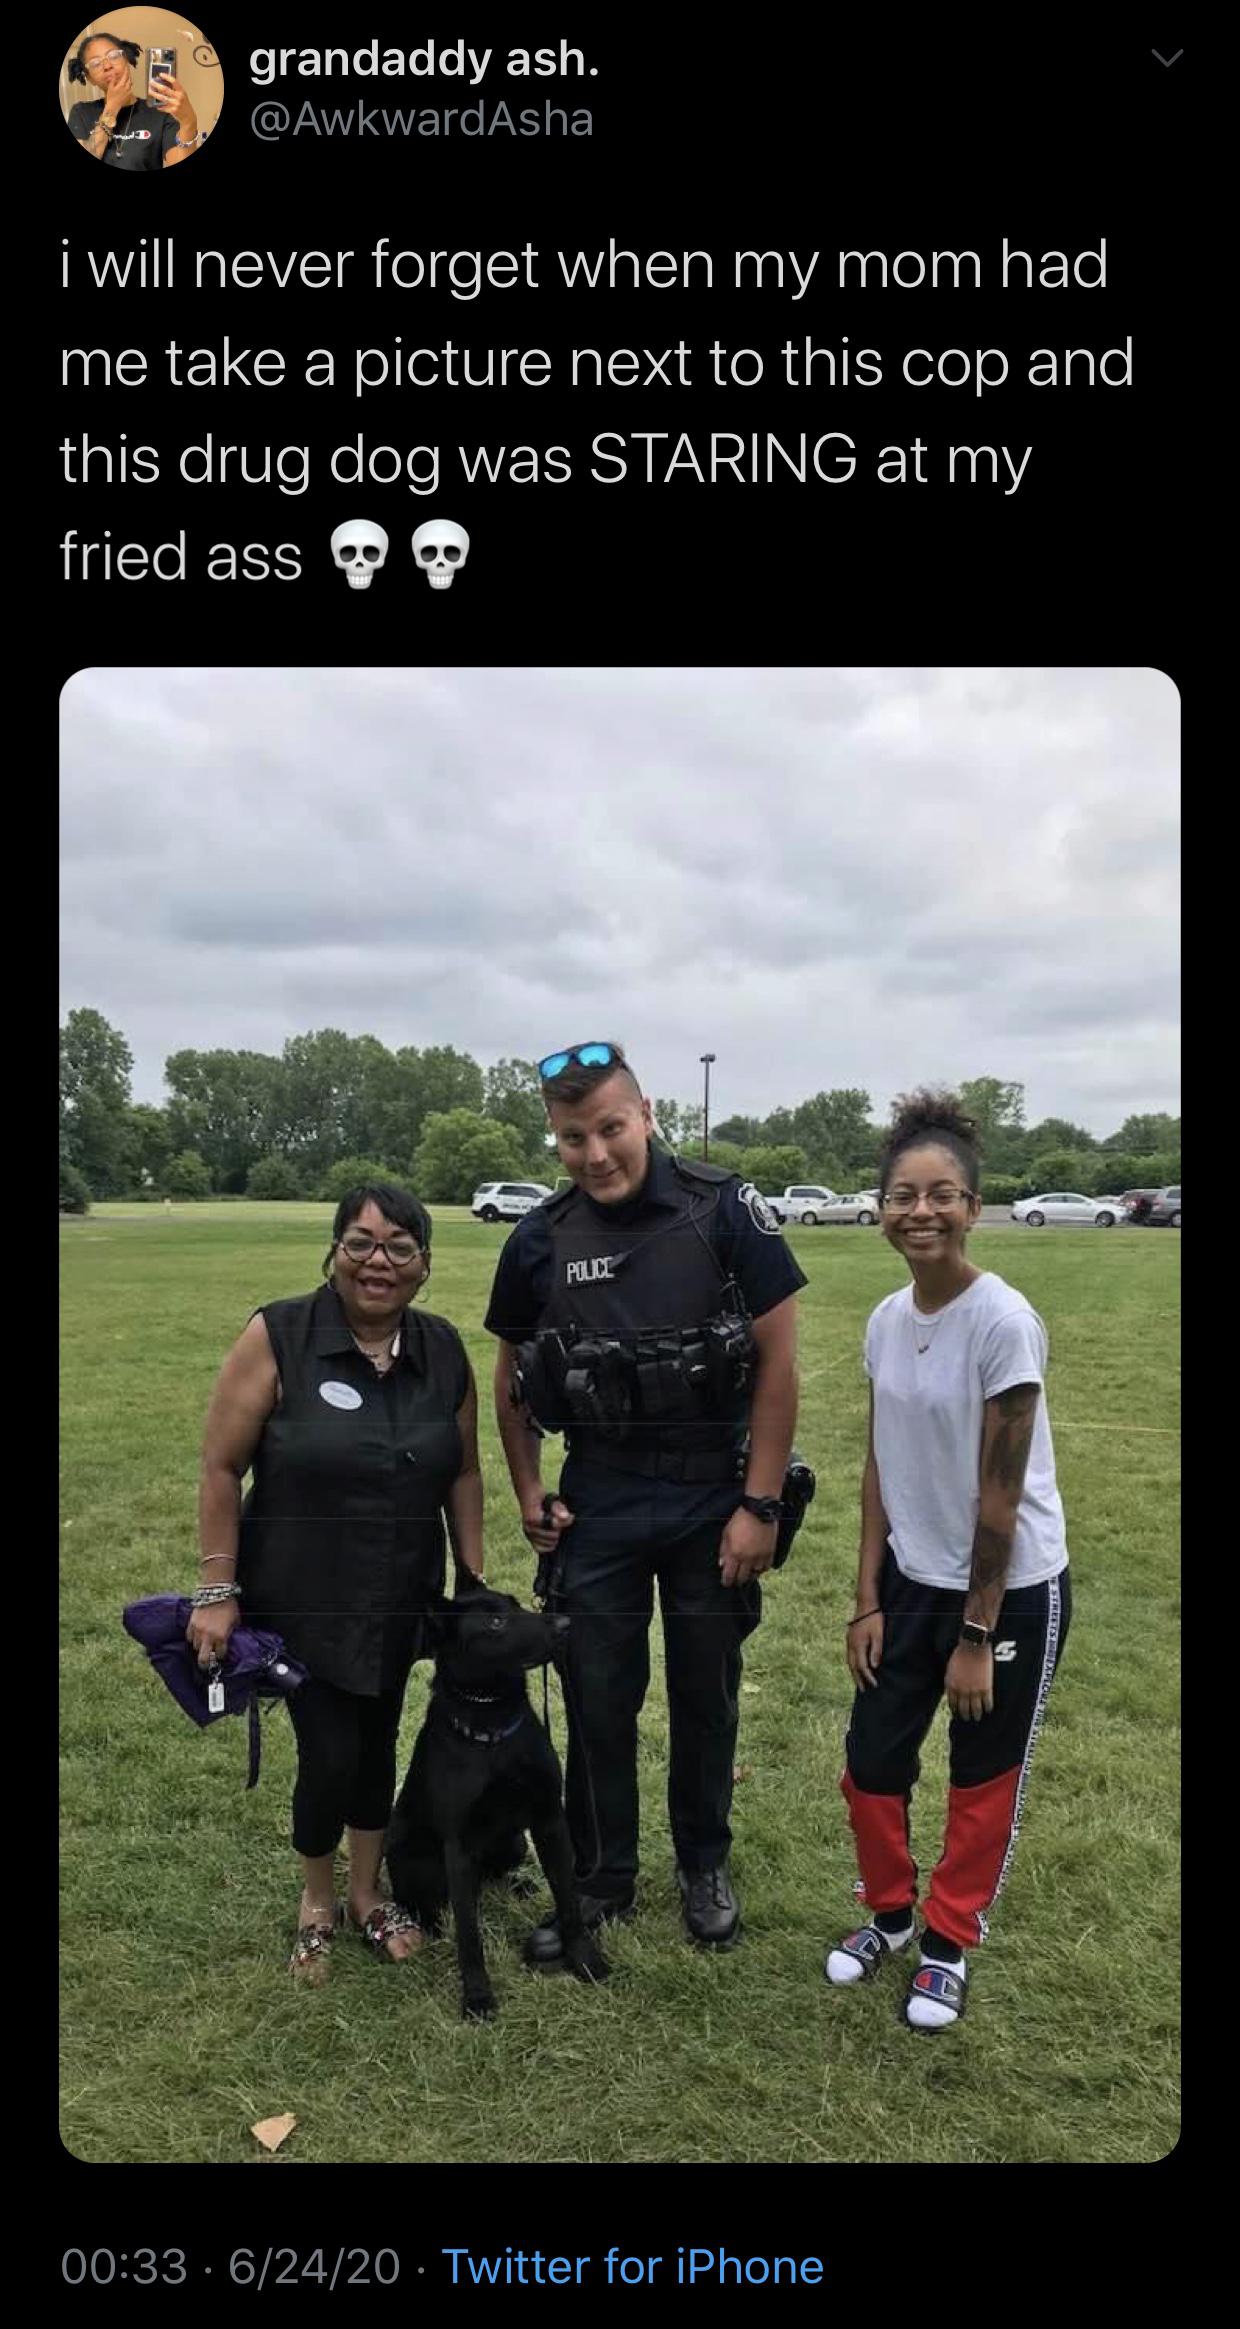 grandaddy ash.
@AwkwardAsha
i will never forget when my mom had
me take a picture next to this cop and
this drug dog was STARING at my
fried ass 💀💀
POLICE
00:33 · 6/24/20 · Twitter for iPhone